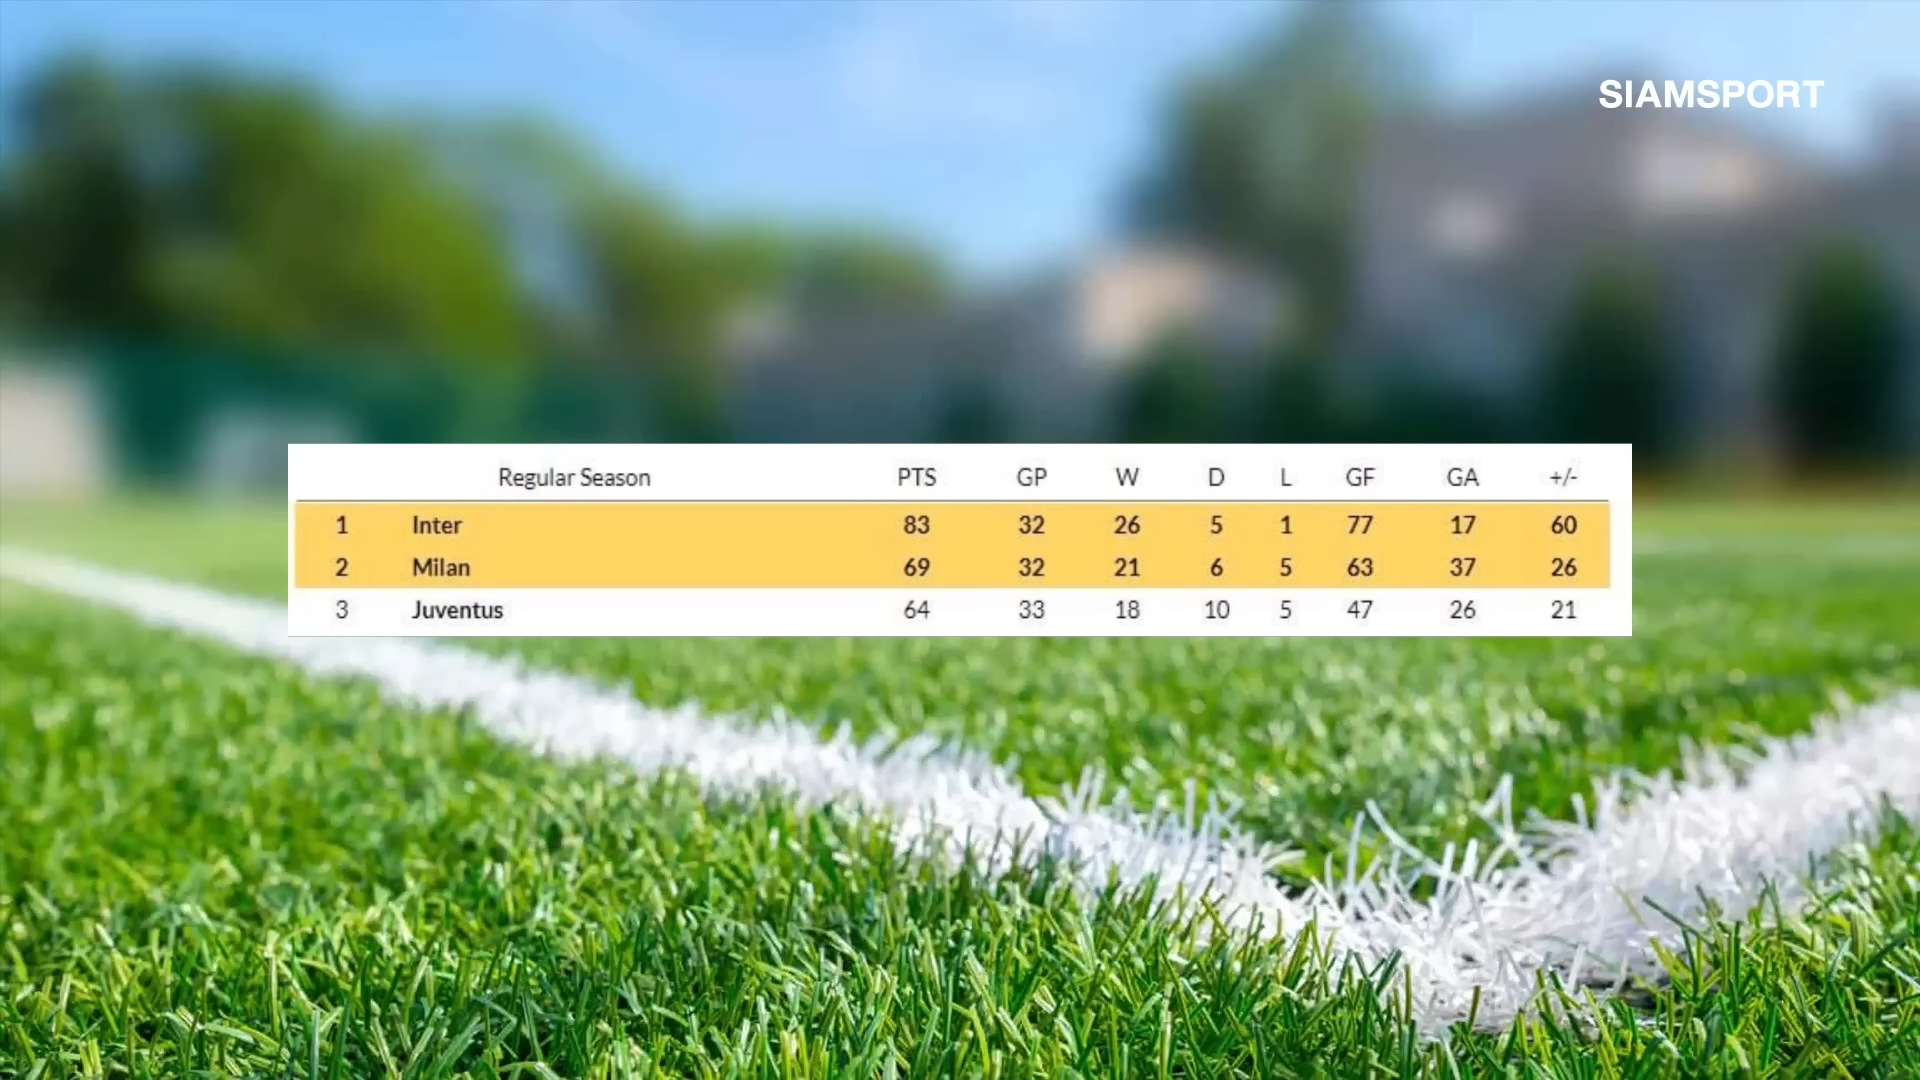 SIAMSPORT
Regular Season PTS GP W D L GF GA +/-
1 Inter 83 32 26 5 1 77 17 60
2 Milan 69 32 21 6 5 63 37 26
3 Juventus 64 33 18 10 5 47 26 21